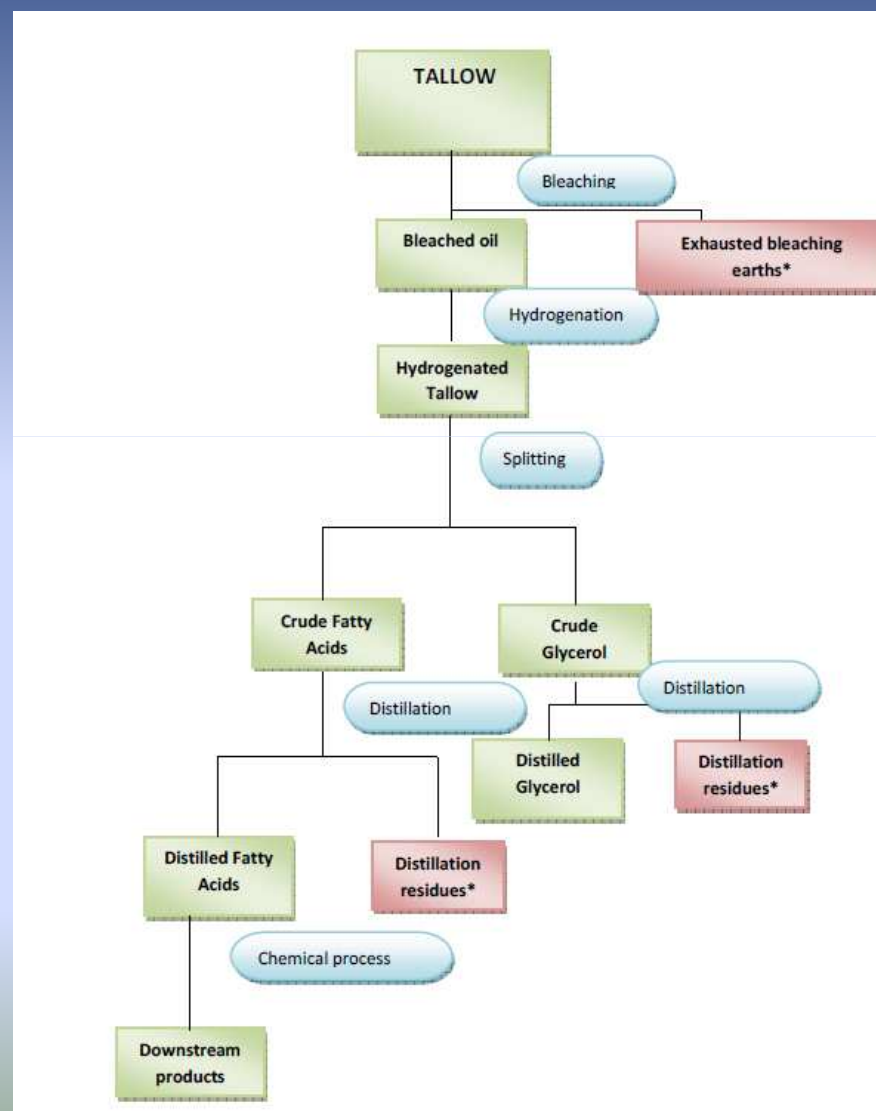 TALLOW
Bleaching
Bleached oil
Exhausted bleaching
earths*
Hydrogenation
Hydrogenated
Tallow
Splitting
Crude Fatty
Acids
Crude
Glycerol
Distillation
Distillation
Distilled
Glycerol
Distillation
residues*
Distilled Fatty
Acids
Distillation
residues*
Chemical process
Downstream
products